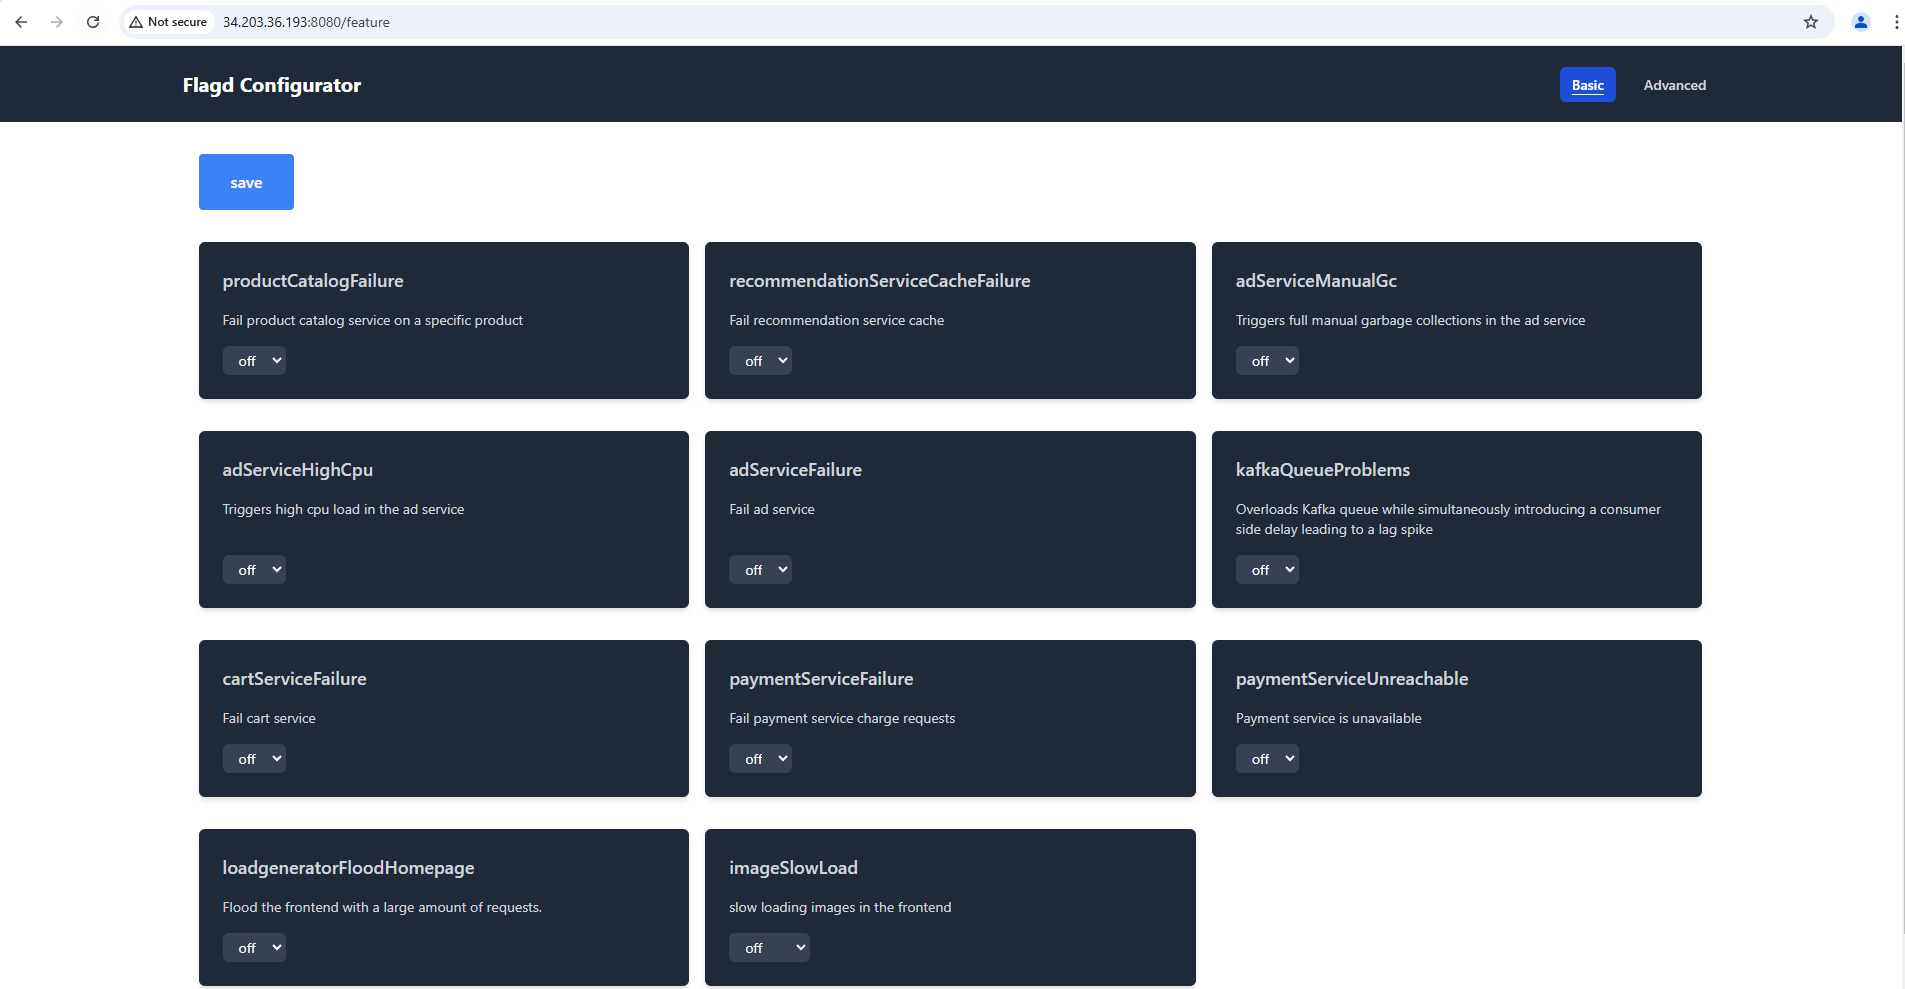 Not secure 34.203.36.193:8080/feature
Flagd Configurator
Basic
Advanced
save
productCatalogFailure
Fail product catalog service on a specific product
off
recommendationServiceCacheFailure
Fail recommendation service cache
off
adServiceManualGc
Triggers full manual garbage collections in the ad service
off
adServiceHighCpu
Triggers high cpu load in the ad service
off
adServiceFailure
Fail ad service
off
kafkaQueueProblems
Overloads Kafka queue while simultaneously introducing a consumer
side delay leading to a lag spike
off
cartServiceFailure
Fail cart service
off
paymentServiceFailure
Fail payment service charge requests
off
paymentServiceUnreachable
Payment service is unavailable
off
loadgeneratorFloodHomepage
Flood the frontend with a large amount of requests.
off
imageSlowLoad
slow loading images in the frontend
off